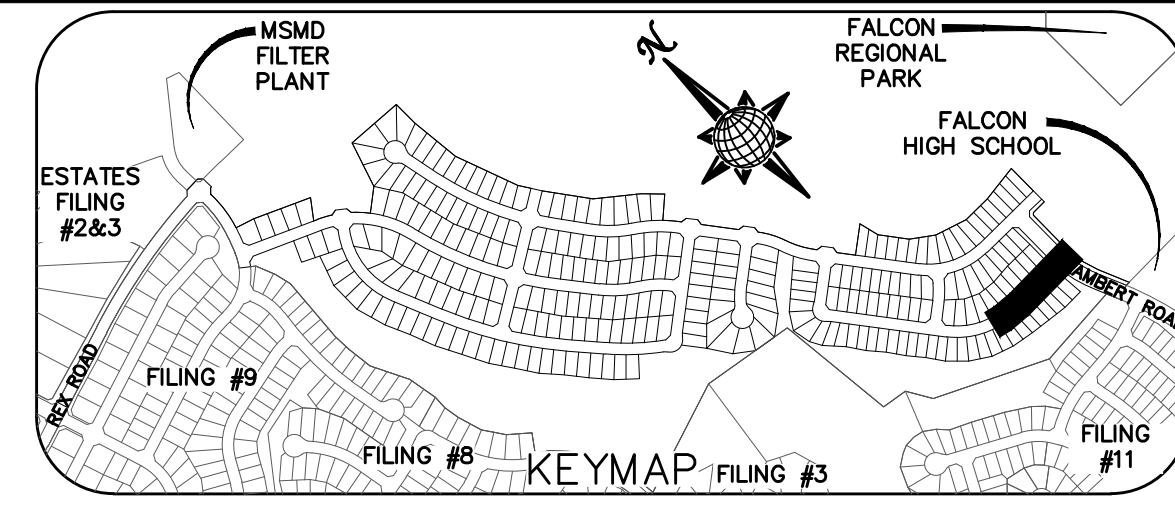 MSMD
FILTER
PLANT
N
FALCON
REGIONAL
PARK
FALCON
HIGH SCHOOL
ESTATES
FILING
#2&3
REX ROAD
FILING #9
FILING #8
KEYMAP
FILING #3
FILING
#11